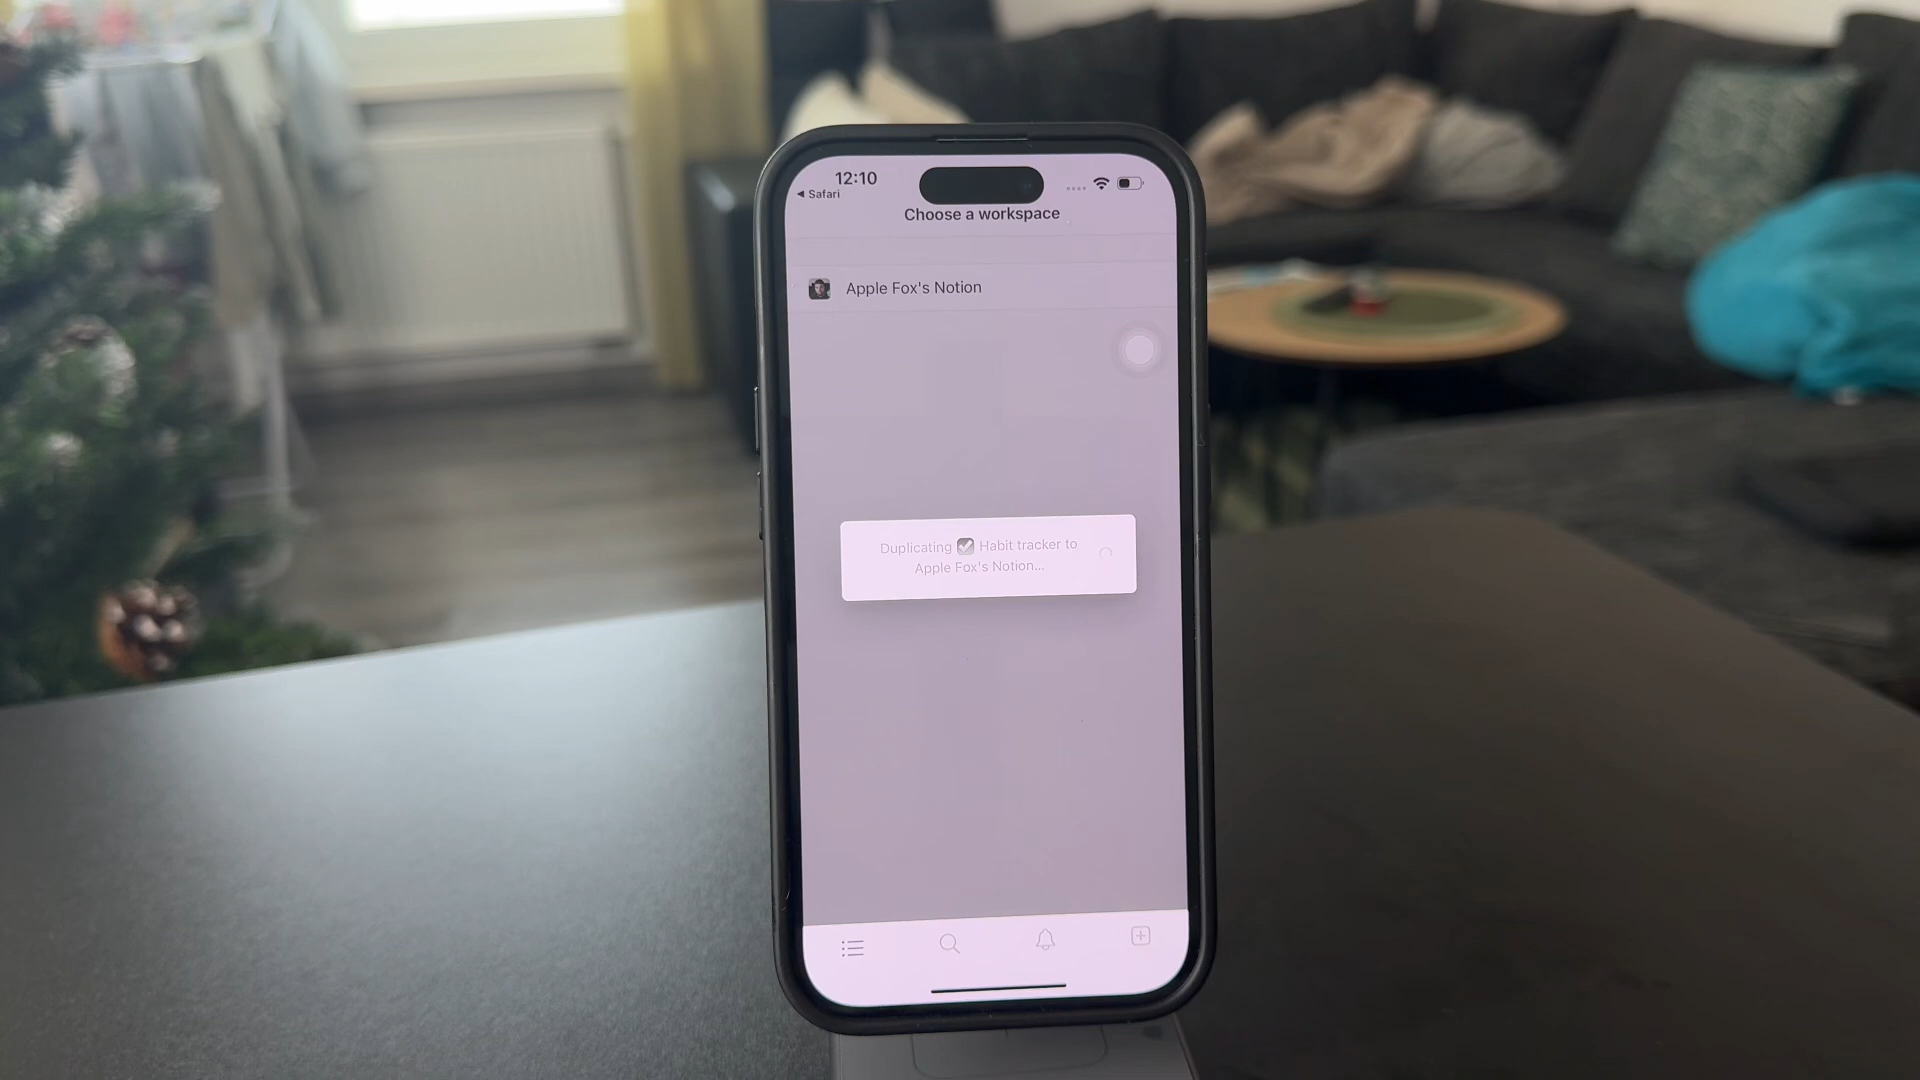 12:10
◀ Safari
Choose a workspace
Apple Fox's Notion
Duplicating ✅ Habit tracker to
Apple Fox's Notion...